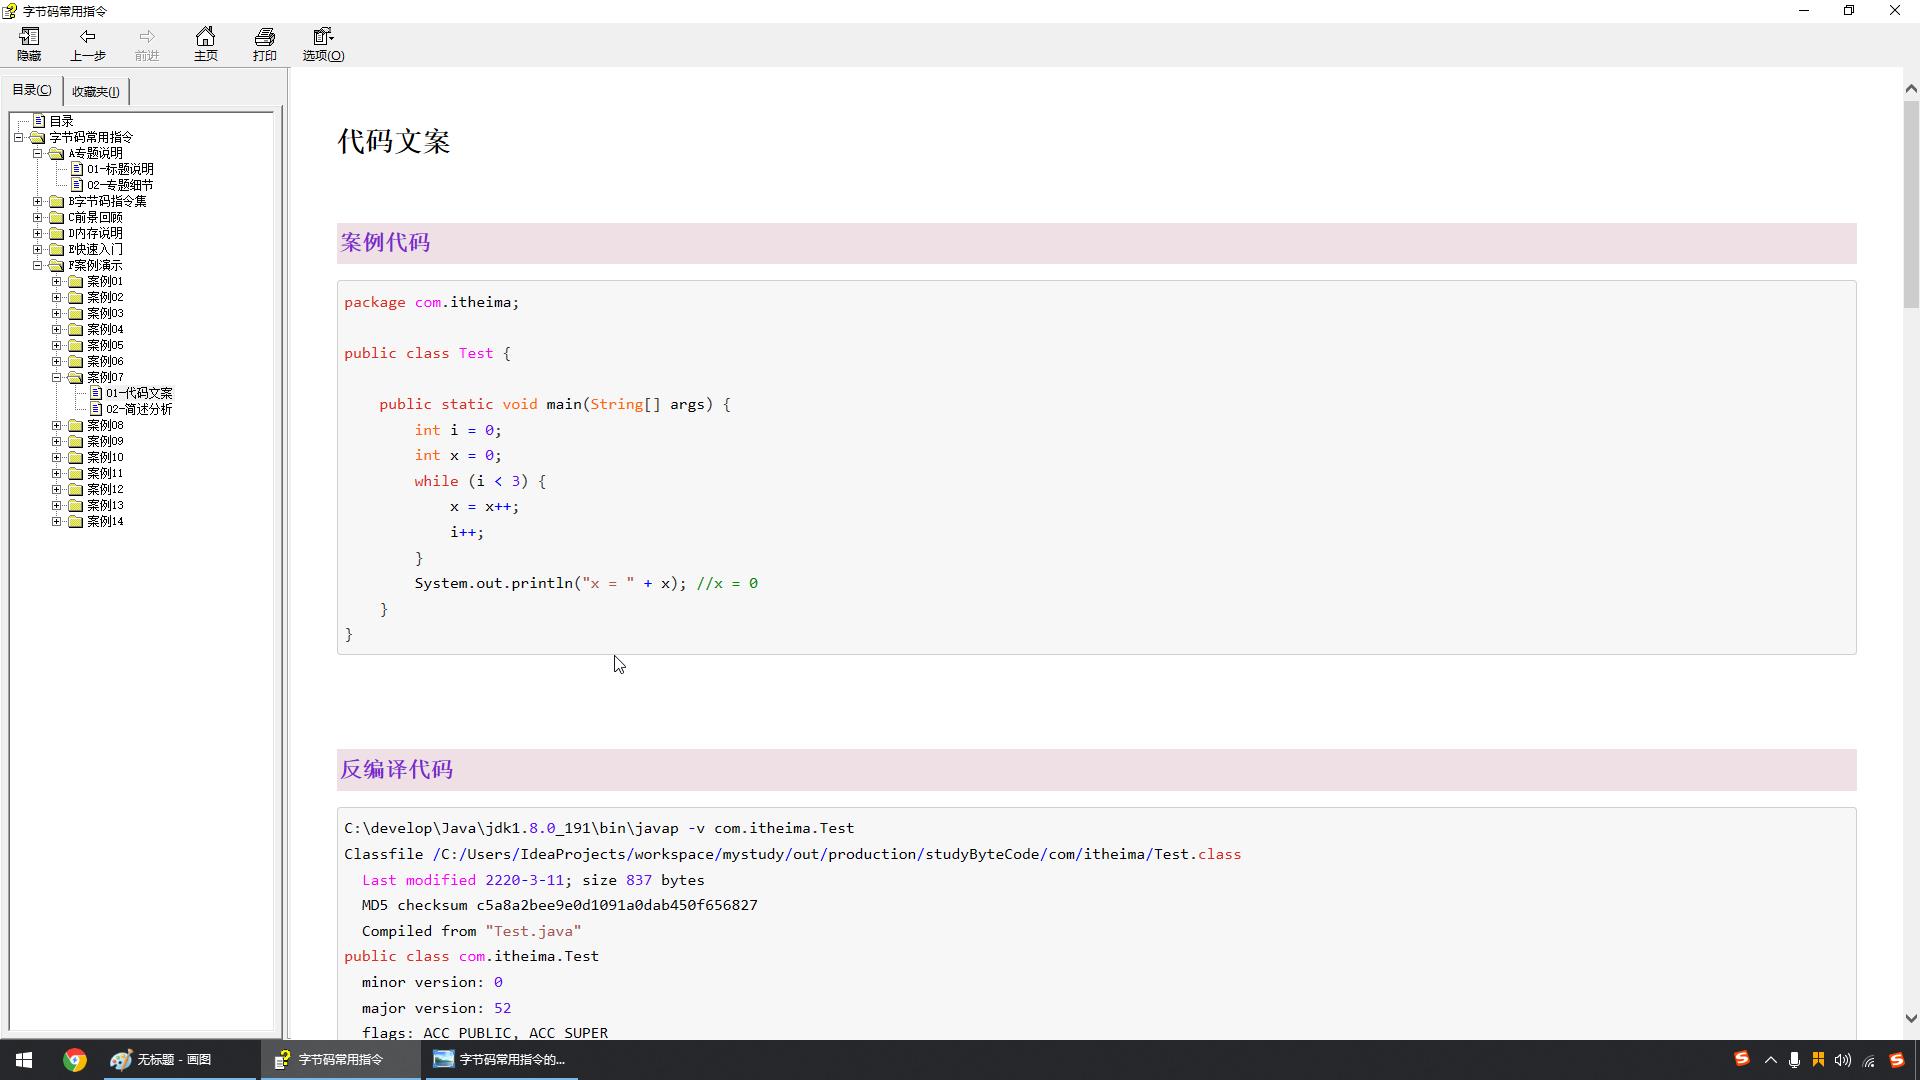 字节码常用指令
隐藏 上一步 前进 主页 打印 选项(O)
目录(C) 收藏夹(I)
目录
字节码常用指令
A专题说明
01-标题说明
02-专题细节
B字节码指令集
C前景回顾
D内存说明
E快速入门
F案例演示
案例01
案例02
案例03
案例04
案例05
案例06
案例07
01-代码文案
02-简述分析
案例08
案例09
案例10
案例11
案例12
案例13
案例14
代码文案
案例代码
package com.itheima;
public class Test {
public static void main(String[] args) {
int i = 0;
int x = 0;
while (i < 3) {
x = x++;
i++;
}
System.out.println("x = " + x); //x = 0
}
}
反编译代码
C:\develop\Java\jdk1.8.0_191\bin\javap -v com.itheima.Test
Classfile /C:/Users/IdeaProjects/workspace/mystudy/out/production/studyByteCode/com/itheima/Test.class
Last modified 2220-3-11; size 837 bytes
MD5 checksum c5a8a2bee9e0d1091a0dab450f656827
Compiled from "Test.java"
public class com.itheima.Test
minor version: 0
major version: 52
flags: ACC_PUBLIC, ACC_SUPER
无标题 - 画图 字节码常用指令 字节码常用指令的...